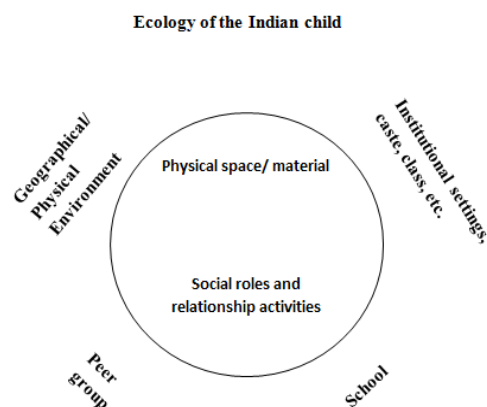 Ecology of the Indian child
Geographical/
Physical
Environment
Institutional settings,
caste, class, etc.
Physical space/ material
Social roles and
relationship activities
Peer
group
School